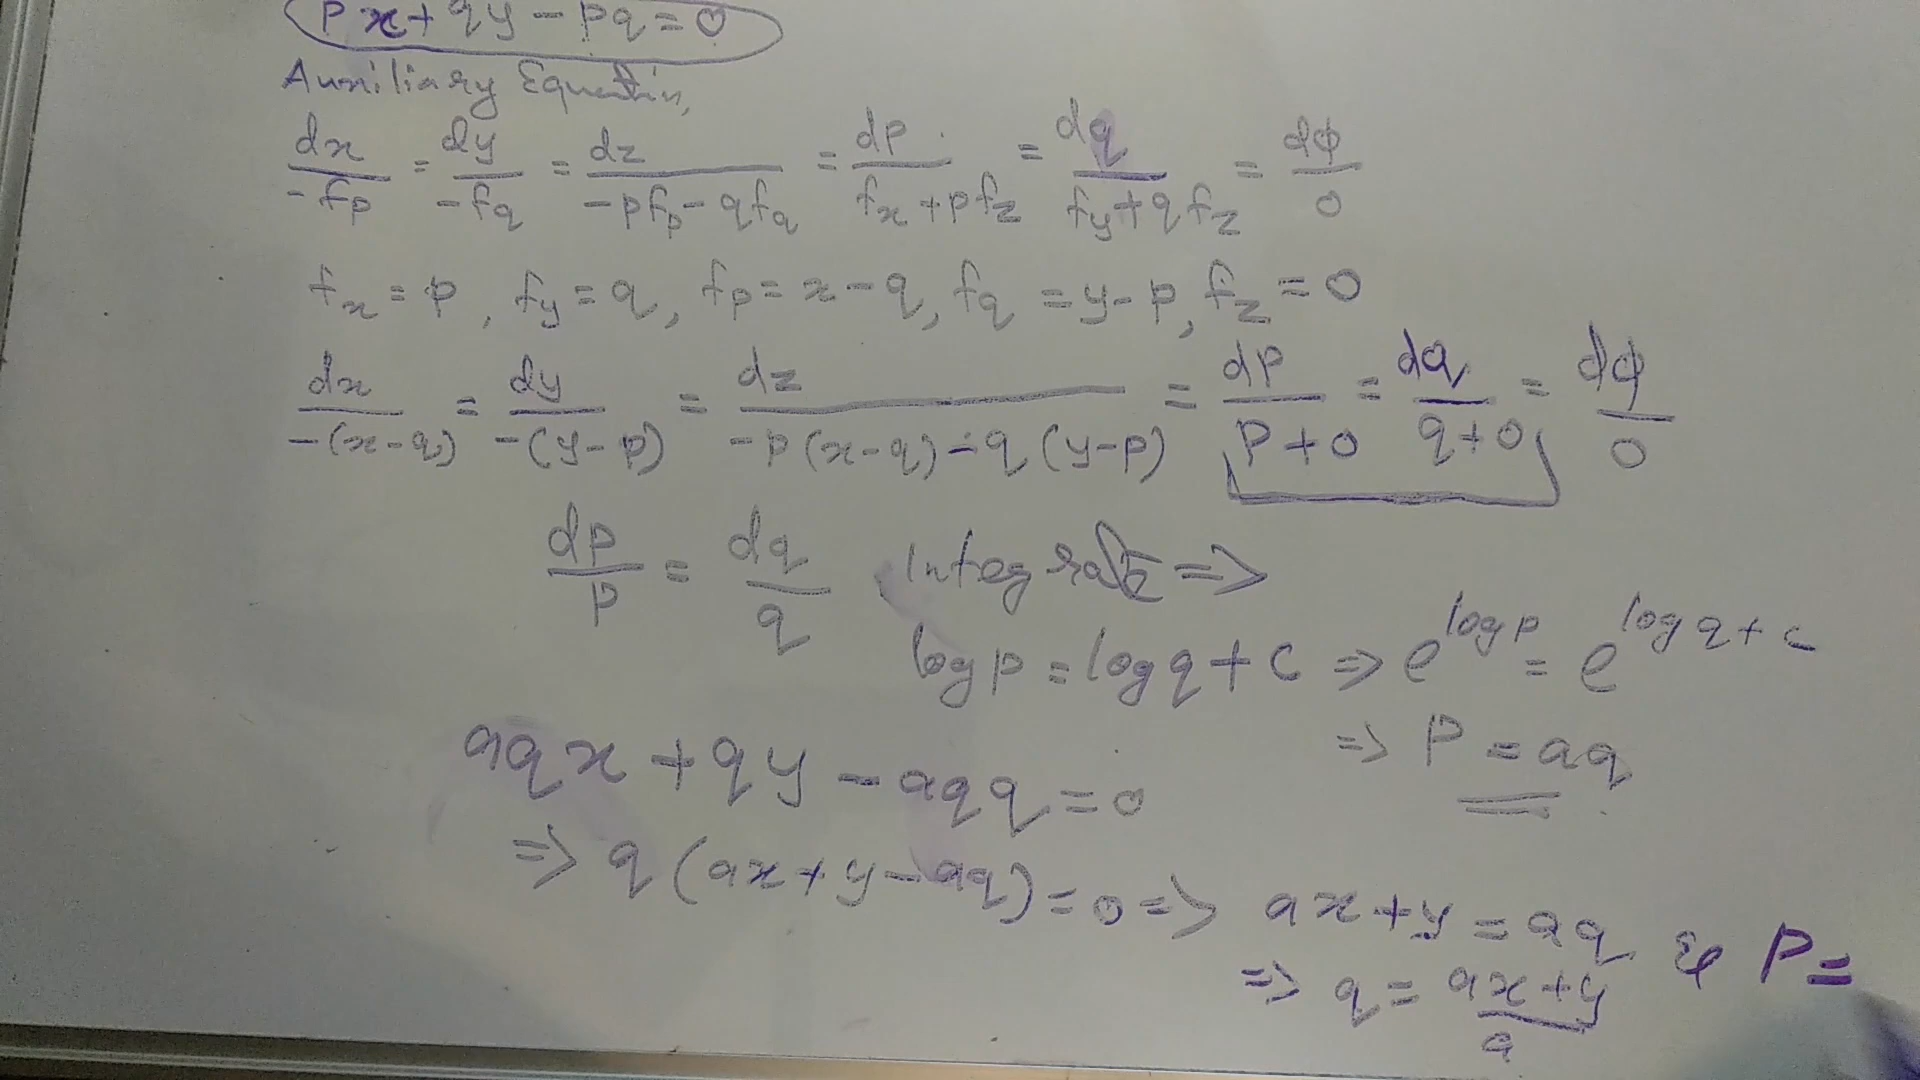 px + qy - pq = 0
Auxiliary Equation,
dx/-fp = dy/-fq = dz/-pfp - qfq = dp/fx + pfz = dq/fy + qfz = dφ/0
fx = p, fy = q, fp = x - q, fq = y - p, fz = 0
dx/-(x-q) = dy/-(y-p) = dz/-p(x-q) - q(y-p) = dp/p+0 = dq/q+0 = dφ/0
dp/p = dq/q Integrate =>
log p = log q + c => e^log p = e^log q + c
=> P = aq
aqx + qy - aqq = 0
=> q(ax + y - aq) = 0 => ax + y = aq & P =
=> q = ax + y/a